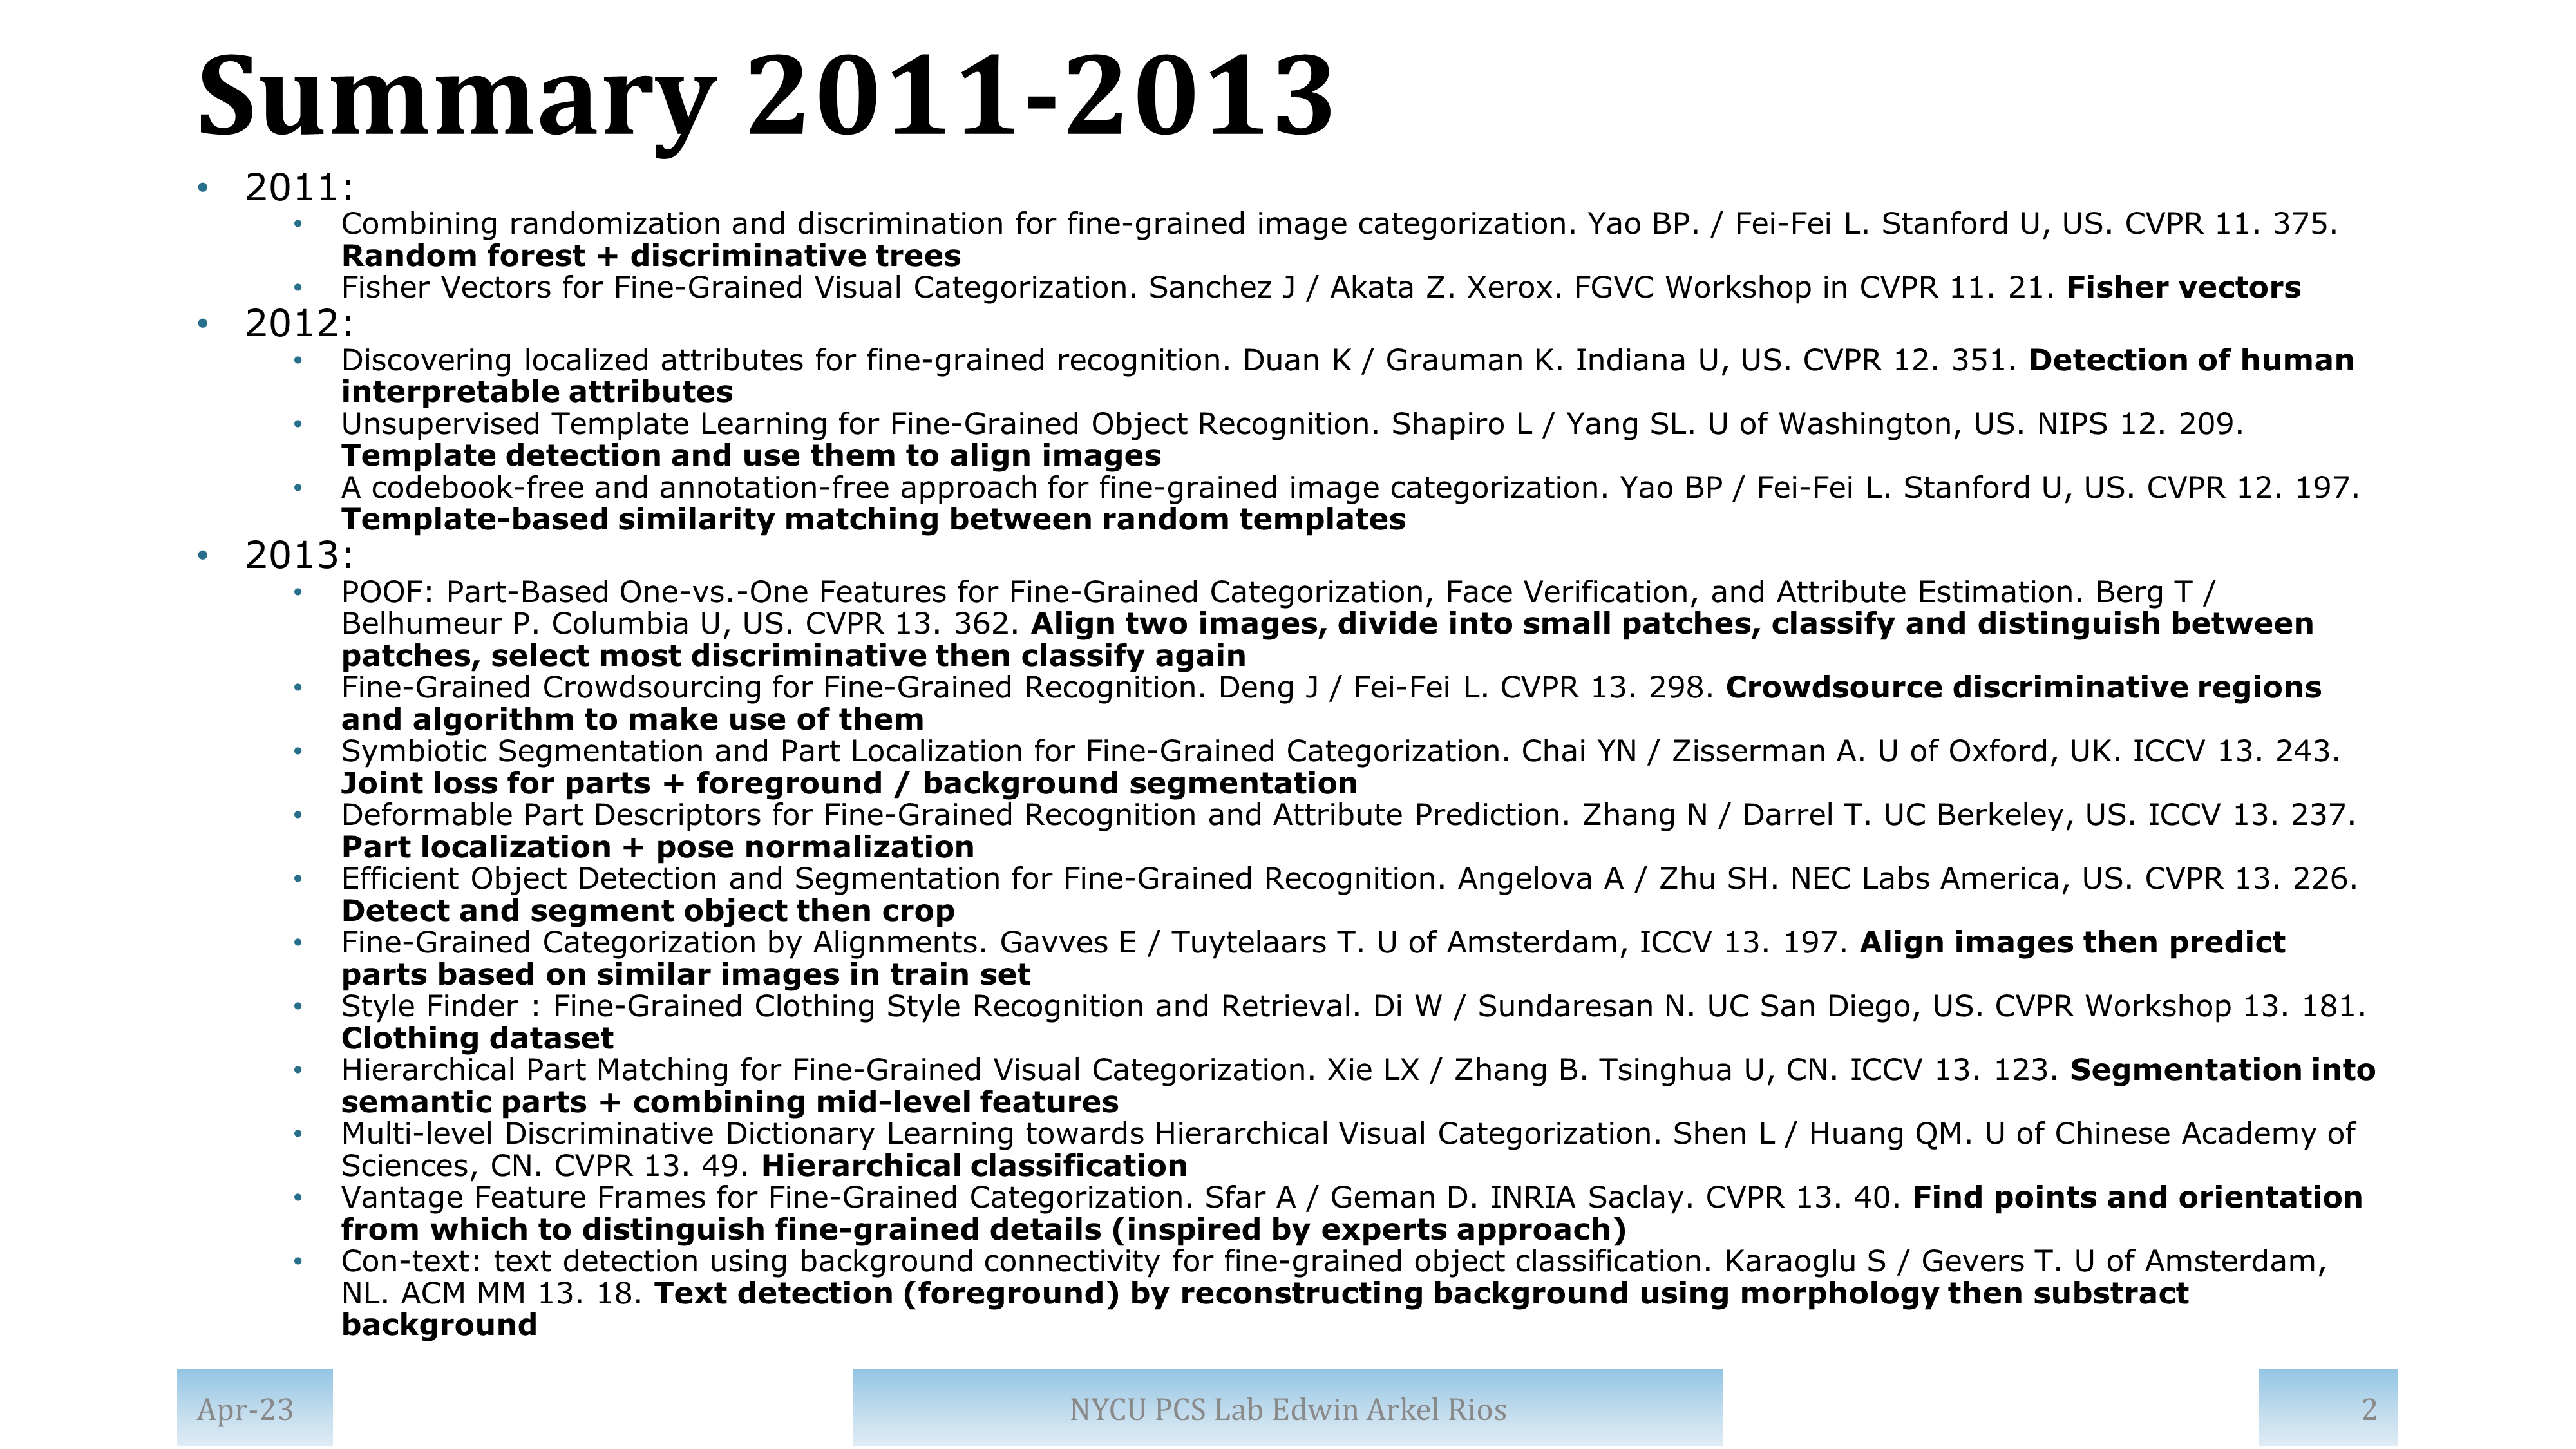 Summary 2011-2013
• 2011:
• Combining randomization and discrimination for fine-grained image categorization. Yao BP. / Fei-Fei L. Stanford U, US. CVPR 11. 375.
Random forest + discriminative trees
• Fisher Vectors for Fine-Grained Visual Categorization. Sanchez J / Akata Z. Xerox. FGVC Workshop in CVPR 11. 21. Fisher vectors
• 2012:
• Discovering localized attributes for fine-grained recognition. Duan K / Grauman K. Indiana U, US. CVPR 12. 351. Detection of human
interpretable attributes
• Unsupervised Template Learning for Fine-Grained Object Recognition. Shapiro L / Yang SL. U of Washington, US. NIPS 12. 209.
Template detection and use them to align images
• A codebook-free and annotation-free approach for fine-grained image categorization. Yao BP / Fei-Fei L. Stanford U, US. CVPR 12. 197.
Template-based similarity matching between random templates
• 2013:
• POOF: Part-Based One-vs.-One Features for Fine-Grained Categorization, Face Verification, and Attribute Estimation. Berg T /
Belhumeur P. Columbia U, US. CVPR 13. 362. Align two images, divide into small patches, classify and distinguish between
patches, select most discriminative then classify again
• Fine-Grained Crowdsourcing for Fine-Grained Recognition. Deng J / Fei-Fei L. CVPR 13. 298. Crowdsource discriminative regions
and algorithm to make use of them
• Symbiotic Segmentation and Part Localization for Fine-Grained Categorization. Chai YN / Zisserman A. U of Oxford, UK. ICCV 13. 243.
Joint loss for parts + foreground / background segmentation
• Deformable Part Descriptors for Fine-Grained Recognition and Attribute Prediction. Zhang N / Darrel T. UC Berkeley, US. ICCV 13. 237.
Part localization + pose normalization
• Efficient Object Detection and Segmentation for Fine-Grained Recognition. Angelova A / Zhu SH. NEC Labs America, US. CVPR 13. 226.
Detect and segment object then crop
• Fine-Grained Categorization by Alignments. Gavves E / Tuytelaars T. U of Amsterdam, ICCV 13. 197. Align images then predict
parts based on similar images in train set
• Style Finder : Fine-Grained Clothing Style Recognition and Retrieval. Di W / Sundaresan N. UC San Diego, US. CVPR Workshop 13. 181.
Clothing dataset
• Hierarchical Part Matching for Fine-Grained Visual Categorization. Xie LX / Zhang B. Tsinghua U, CN. ICCV 13. 123. Segmentation into
semantic parts + combining mid-level features
• Multi-level Discriminative Dictionary Learning towards Hierarchical Visual Categorization. Shen L / Huang QM. U of Chinese Academy of
Sciences, CN. CVPR 13. 49. Hierarchical classification
• Vantage Feature Frames for Fine-Grained Categorization. Sfar A / Geman D. INRIA Saclay. CVPR 13. 40. Find points and orientation
from which to distinguish fine-grained details (inspired by experts approach)
• Con-text: text detection using background connectivity for fine-grained object classification. Karaoglu S / Gevers T. U of Amsterdam,
NL. ACM MM 13. 18. Text detection (foreground) by reconstructing background using morphology then substract
background
Apr-23
NYCU PCS Lab Edwin Arkel Rios
2